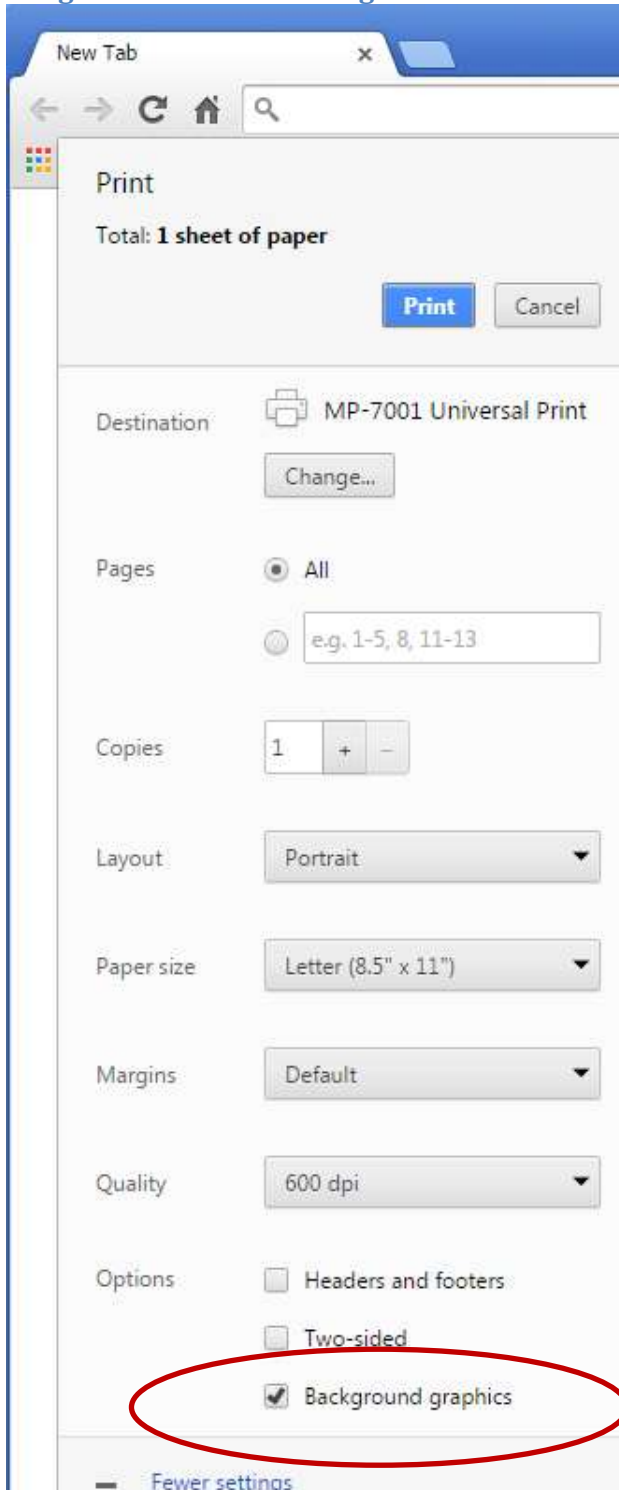 New Tab ×
Print
Total: 1 sheet of paper
Print Cancel
Destination MP-7001 Universal Print
Change...
Pages All
e.g. 1-5, 8, 11-13
Copies 1 + −
Layout Portrait
Paper size Letter (8.5" x 11")
Margins Default
Quality 600 dpi
Options Headers and footers
Two-sided
Background graphics
Fewer settings